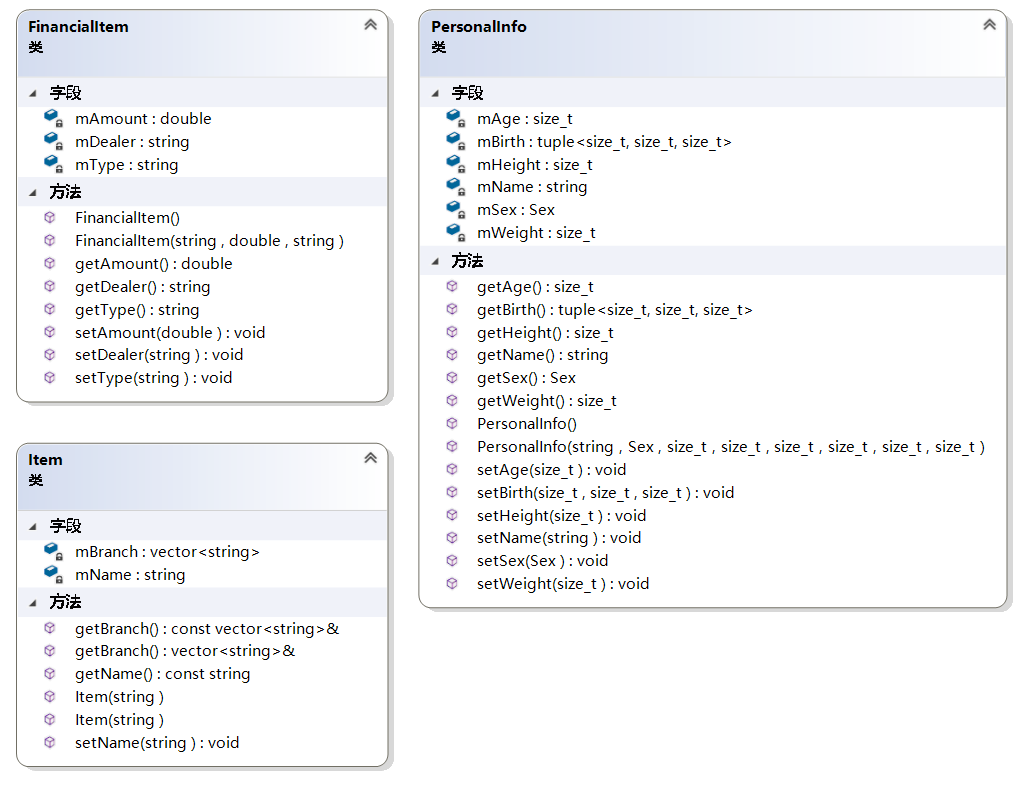 FinancialItem
类
字段
mAmount : double
mDealer : string
mType : string
方法
FinancialItem()
FinancialItem(string , double , string )
getAmount() : double
getDealer() : string
getType() : string
setAmount(double ) : void
setDealer(string ) : void
setType(string ) : void
Item
类
字段
mBranch : vector<string>
mName : string
方法
getBranch() : const vector<string>&
getBranch() : vector<string>&
getName() : const string
Item(string )
Item(string )
setName(string ) : void
PersonalInfo
类
字段
mAge : size_t
mBirth : tuple<size_t, size_t, size_t>
mHeight : size_t
mName : string
mSex : Sex
mWeight : size_t
方法
getAge() : size_t
getBirth() : tuple<size_t, size_t, size_t>
getHeight() : size_t
getName() : string
getSex() : Sex
getWeight() : size_t
PersonalInfo()
PersonalInfo(string , Sex , size_t , size_t , size_t , size_t , size_t , size_t )
setAge(size_t ) : void
setBirth(size_t , size_t , size_t ) : void
setHeight(size_t ) : void
setName(string ) : void
setSex(Sex ) : void
setWeight(size_t ) : void